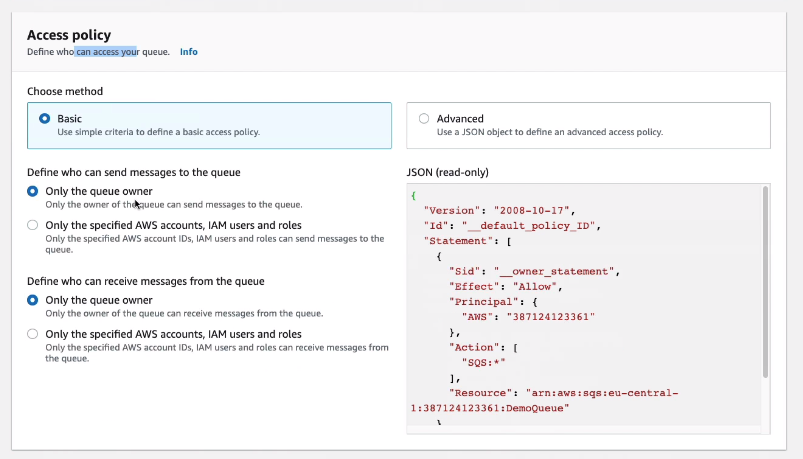 Access policy
Define who can access your queue. Info
Choose method
Basic
Use simple criteria to define a basic access policy.
Advanced
Use a JSON object to define an advanced access policy.
Define who can send messages to the queue
Only the queue owner
Only the owner of the queue can send messages to the queue.
Only the specified AWS accounts, IAM users and roles
Only the specified AWS account IDs, IAM users and roles can send messages to the
queue.
Define who can receive messages from the queue
Only the queue owner
Only the owner of the queue can receive messages from the queue.
Only the specified AWS accounts, IAM users and roles
Only the specified AWS account IDs, IAM users and roles can receive messages from
the queue.
JSON (read-only)
{
"Version": "2008-10-17",
"Id": "__default_policy_ID",
"Statement": [
{
"Sid": "__owner_statement",
"Effect": "Allow",
"Principal": {
"AWS": "387124123361"
},
"Action": [
"SQS:*"
],
"Resource": "arn:aws:sqs:eu-central-
1:387124123361:DemoQueue"
}